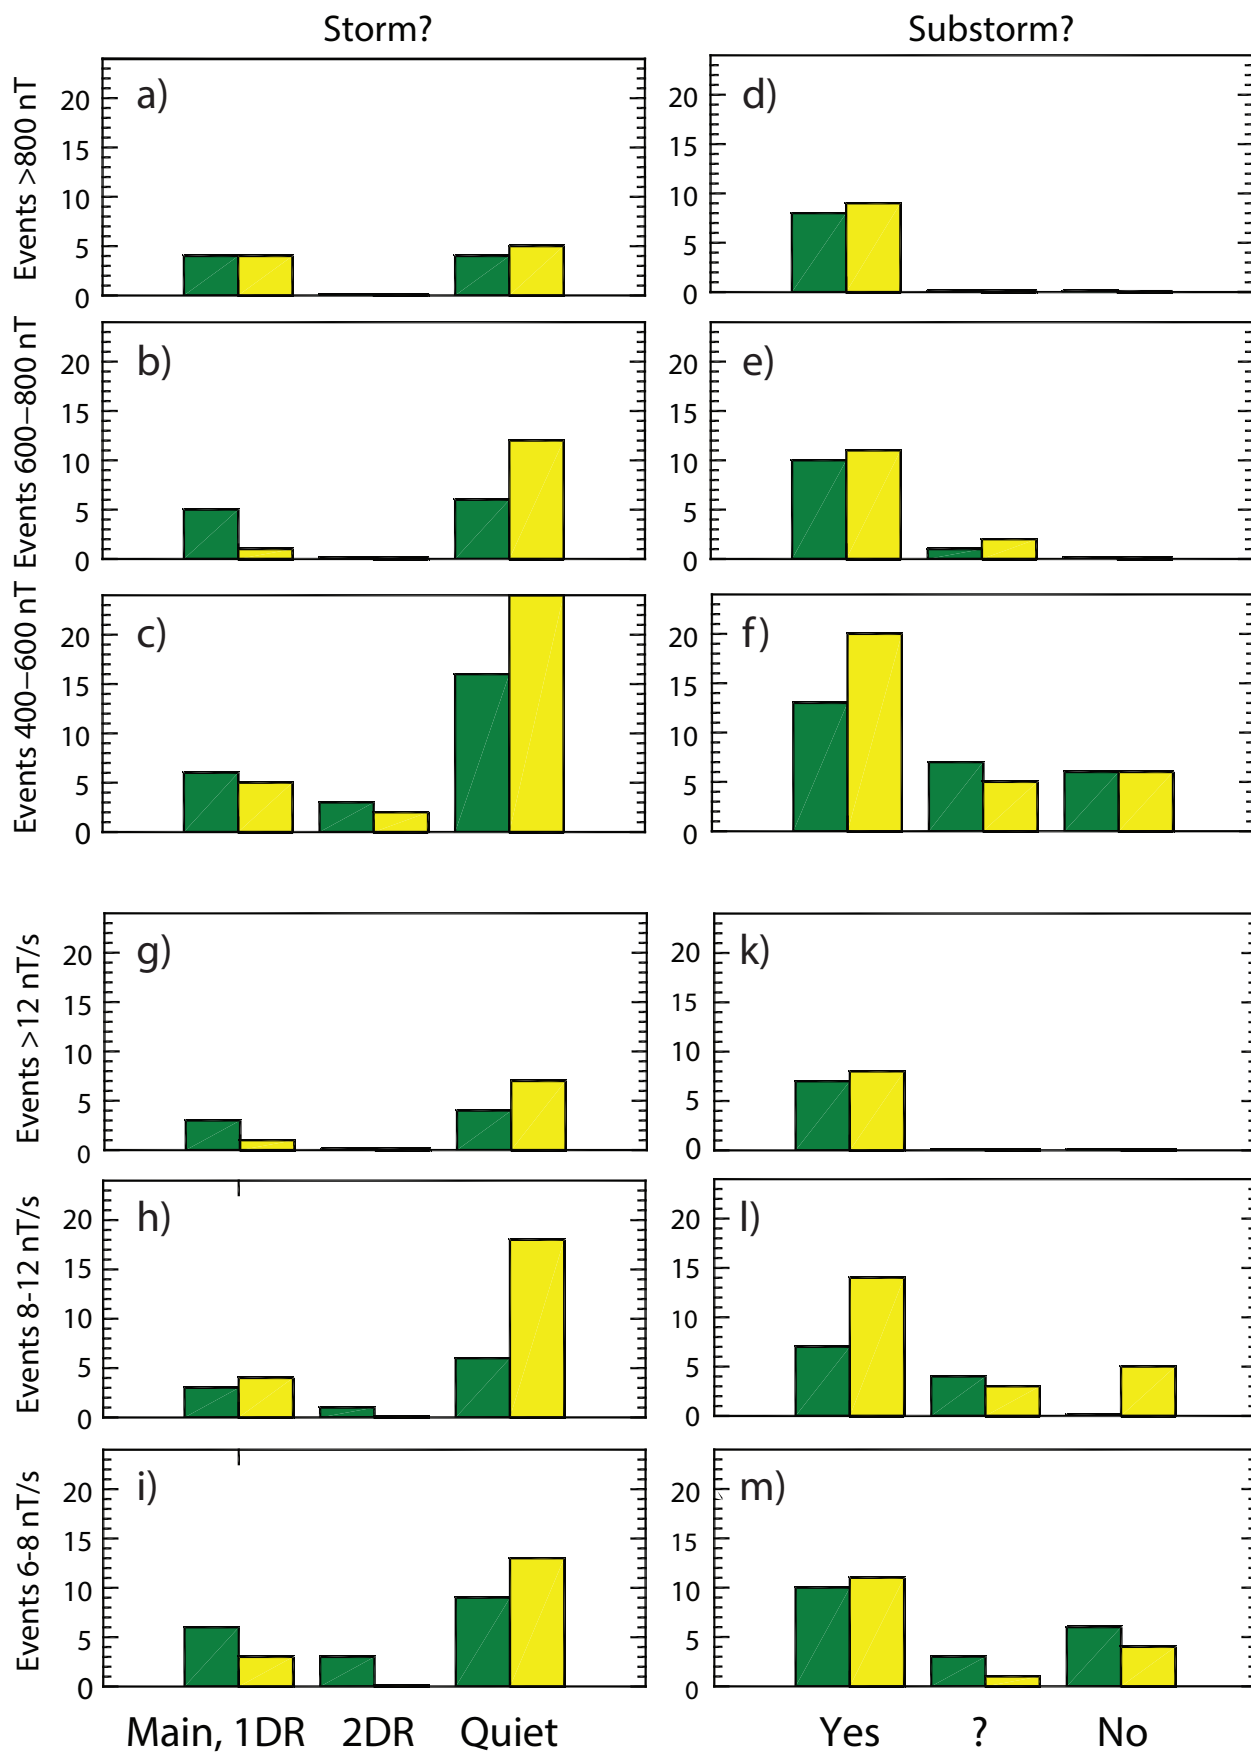 Storm?
Substorm?
Events >800 nT
a)
20
15
10
5
0
d)
20
15
10
5
0
Events 600–800 nT
b)
20
15
10
5
0
e)
20
15
10
5
0
Events 400–600 nT
c)
20
15
10
5
0
f)
20
15
10
5
0
Events >12 nT/s
g)
20
15
10
5
0
k)
20
15
10
5
0
Events 8-12 nT/s
h)
20
15
10
5
0
l)
20
15
10
5
0
Events 6-8 nT/s
i)
20
15
10
5
0
m)
20
15
10
5
0
Main, 1DR 2DR Quiet
Yes ? No